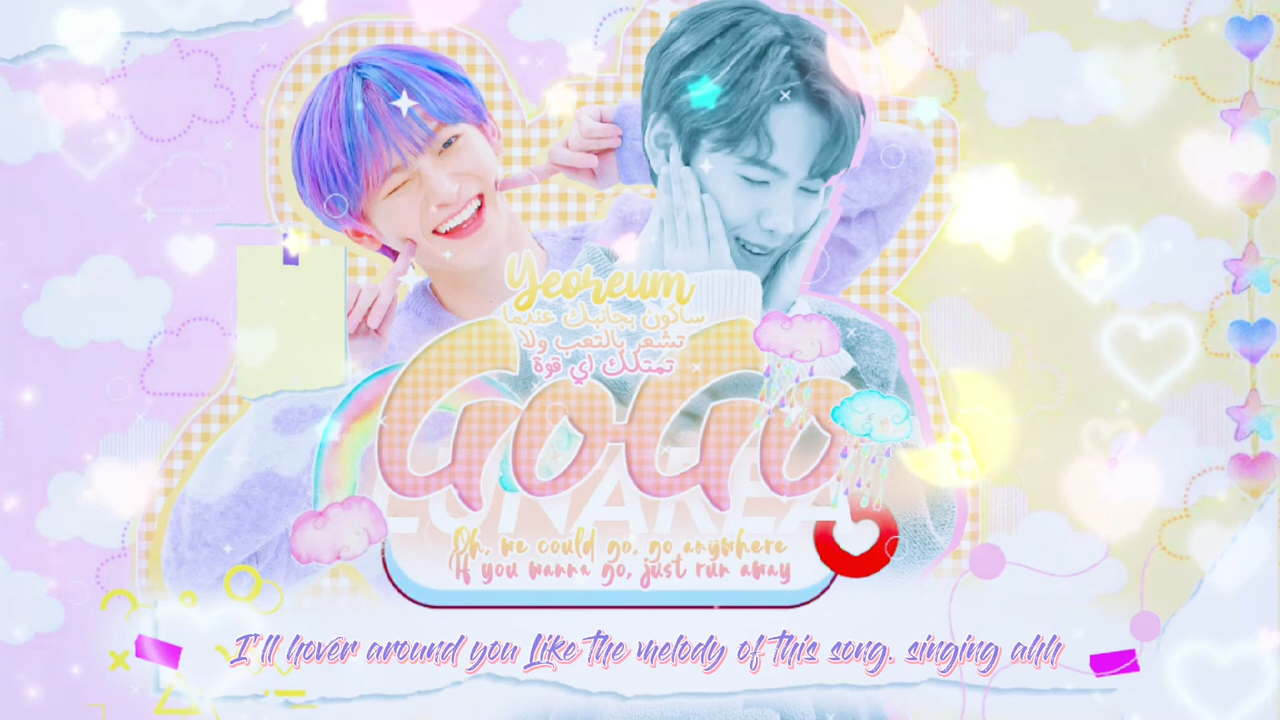 Yeoreum
سأكون بجانبك عندما
تشعر بالتعب ولا
تمتلك اي قوة
GoGo
LUNAREA
Oh, we could go, go anywhere
If you wanna go, just run away
I'll hover around you Like the melody of this song, singing ahh